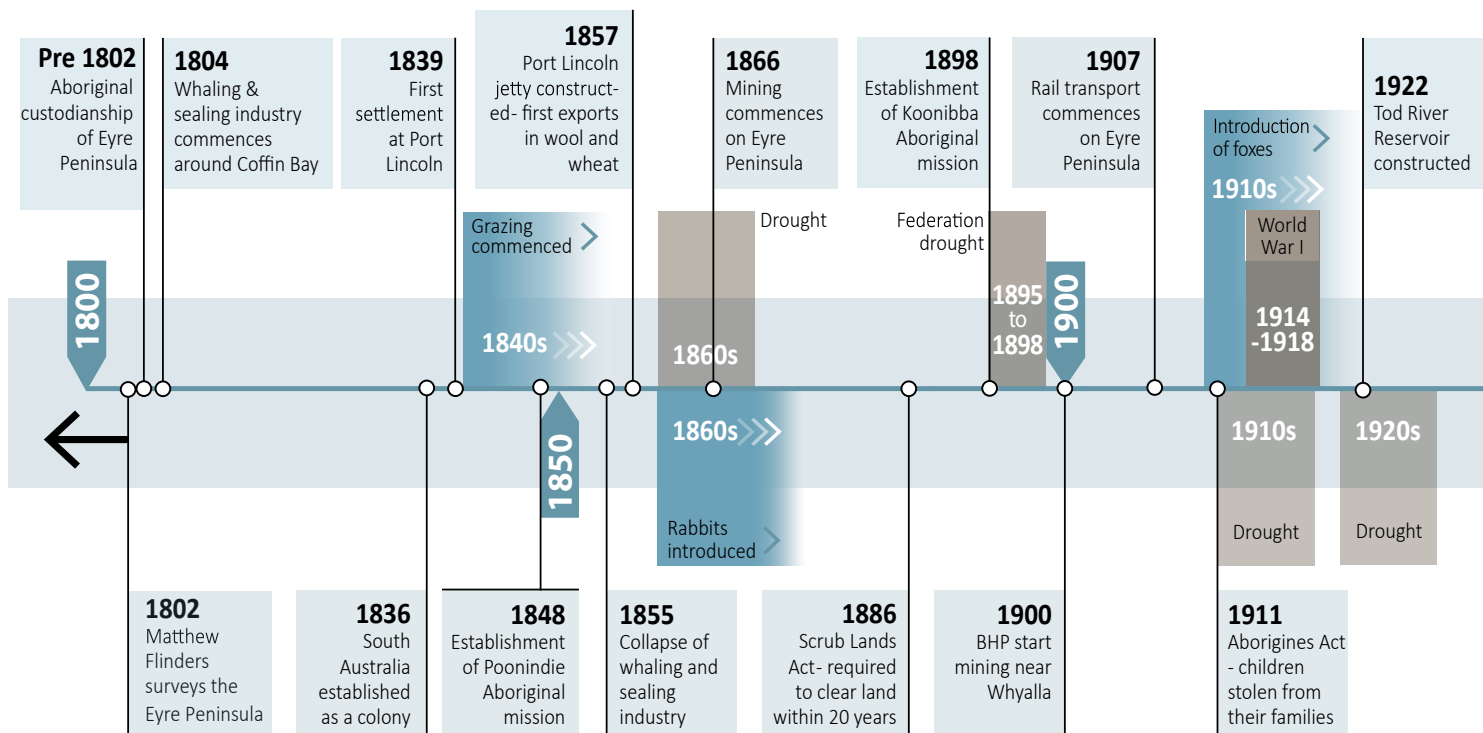 Pre 1802
Aboriginal
custodianship
of Eyre
Peninsula
1804
Whaling &
sealing industry
commences
around Coffin Bay
1839
First
settlement
at Port
Lincoln
1857
Port Lincoln
jetty construct-
ed- first exports
in wool and
wheat
1866
Mining
commences
on Eyre
Peninsula
1898
Establishment
of Koonibba
Aboriginal
mission
1907
Rail transport
commences
on Eyre
Peninsula
Introduction
of foxes
1910s
1922
Tod River
Reservoir
constructed
Grazing
commenced
1840s
Drought
1860s
Federation
drought
1895
to
1898
World
War I
1914
-1918
1800
1850
1900
1860s
Rabbits
introduced
1910s
Drought
1920s
Drought
1802
Matthew
Flinders
surveys the
Eyre Peninsula
1836
South
Australia
established
as a colony
1848
Establishment
of Poonindie
Aboriginal
mission
1855
Collapse of
whaling and
sealing
industry
1886
Scrub Lands
Act- required
to clear land
within 20 years
1900
BHP start
mining near
Whyalla
1911
Aborigines Act
- children
stolen from
their families